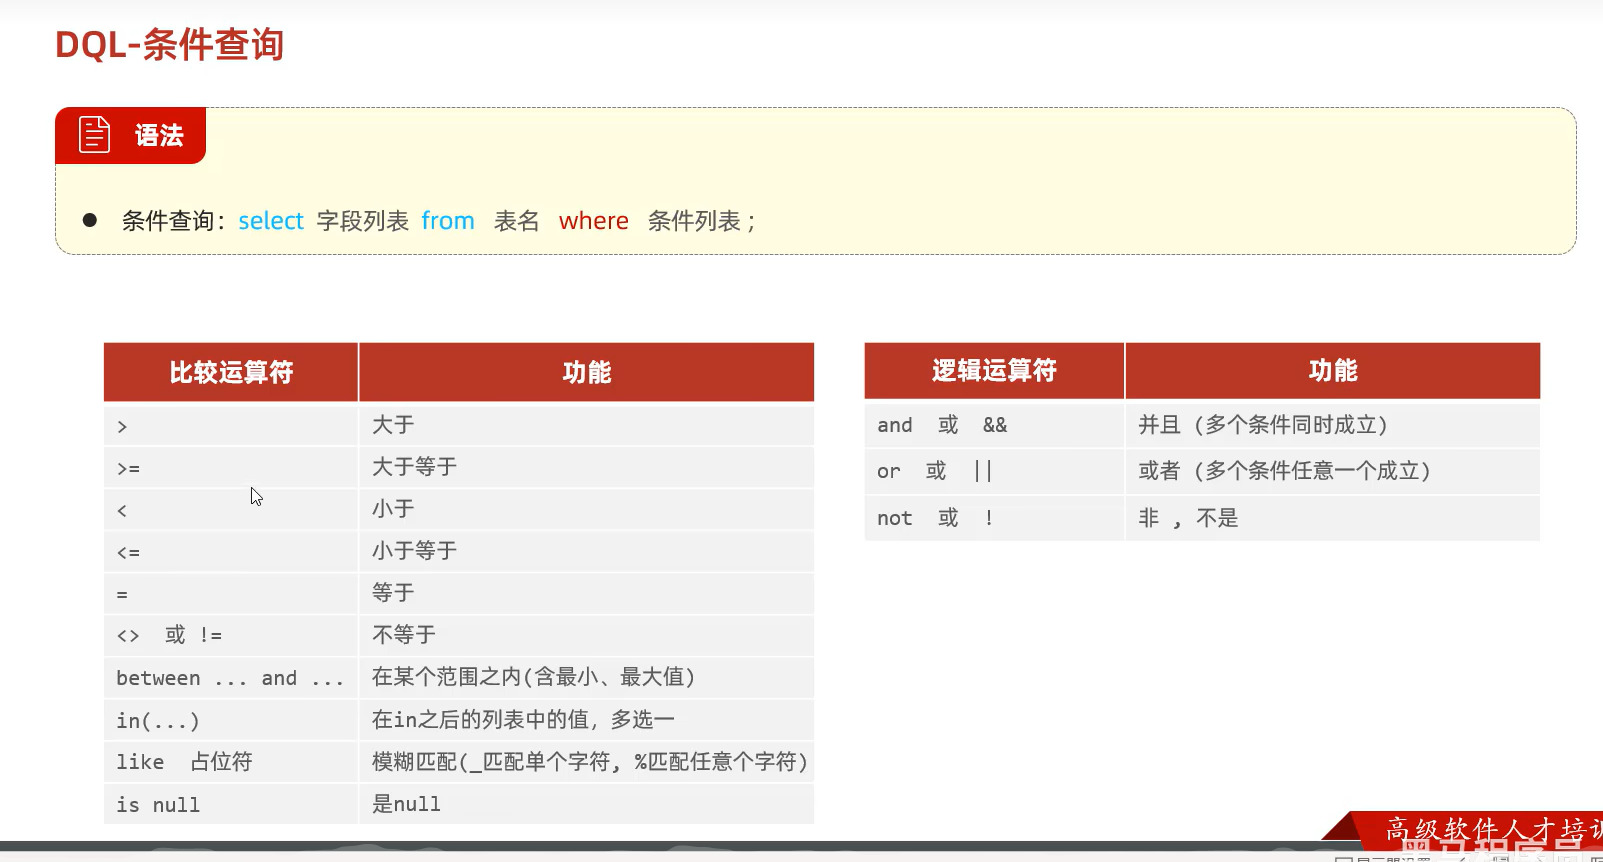 DQL-条件查询
语法
● 条件查询：select 字段列表 from 表名 where 条件列表 ;
比较运算符 功能
> 大于
>= 大于等于
< 小于
<= 小于等于
= 等于
<> 或 != 不等于
between ... and ... 在某个范围之内(含最小、最大值)
in(...) 在in之后的列表中的值，多选一
like 占位符 模糊匹配(_匹配单个字符, %匹配任意个字符)
is null 是null
逻辑运算符 功能
and 或 && 并且 (多个条件同时成立)
or 或 || 或者 (多个条件任意一个成立)
not 或 ! 非 , 不是
高级软件人才培训
黑马程序员